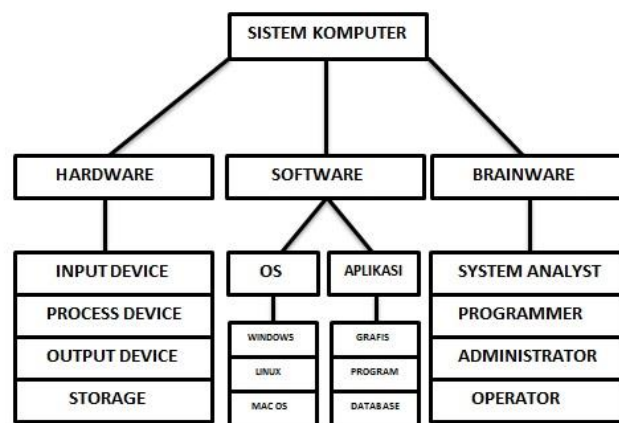 SISTEM KOMPUTER
HARDWARE
SOFTWARE
BRAINWARE
INPUT DEVICE
PROCESS DEVICE
OUTPUT DEVICE
STORAGE
OS
APLIKASI
WINDOWS
LINUX
MAC OS
GRAFIS
PROGRAM
DATABASE
SYSTEM ANALYST
PROGRAMMER
ADMINISTRATOR
OPERATOR